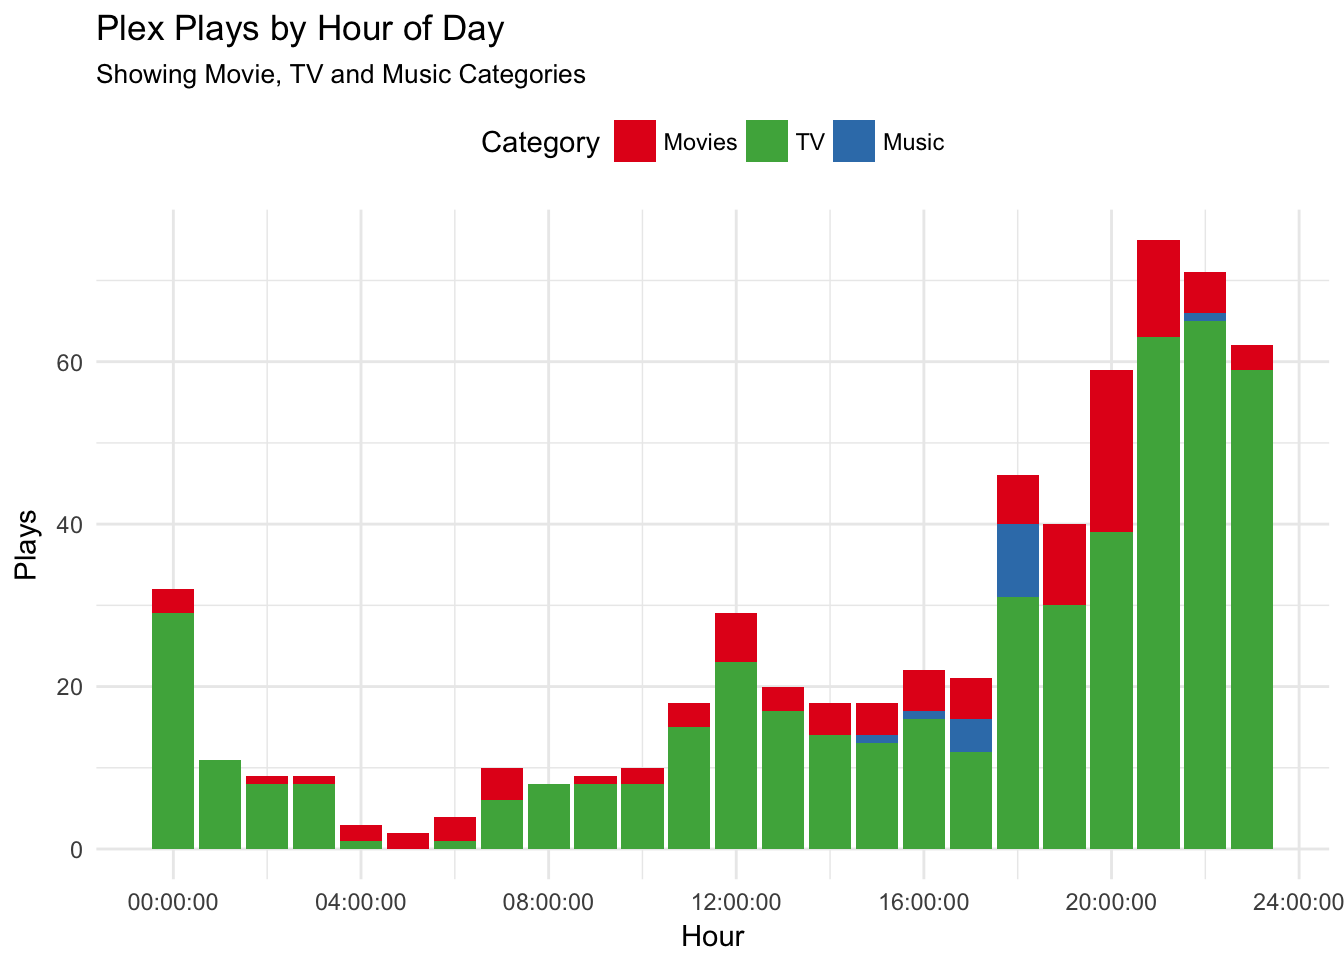 Plex Plays by Hour of Day
Showing Movie, TV and Music Categories
Category Movies TV Music
60
40
20
0
Plays
00:00:00 04:00:00 08:00:00 12:00:00 16:00:00 20:00:00 24:00:00
Hour